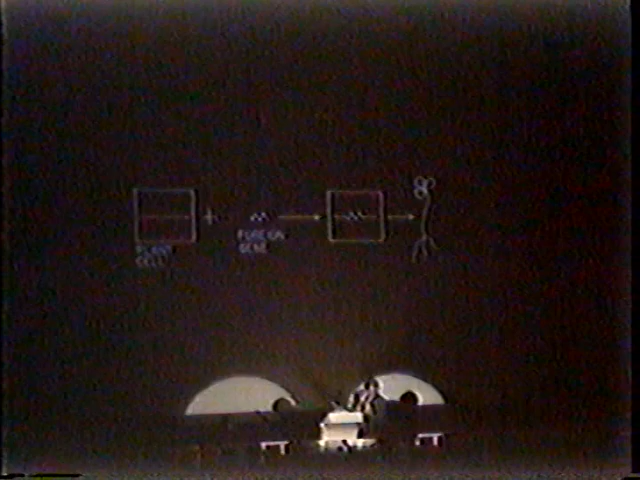 PLANT
CELL
+
FOREIGN
GENE